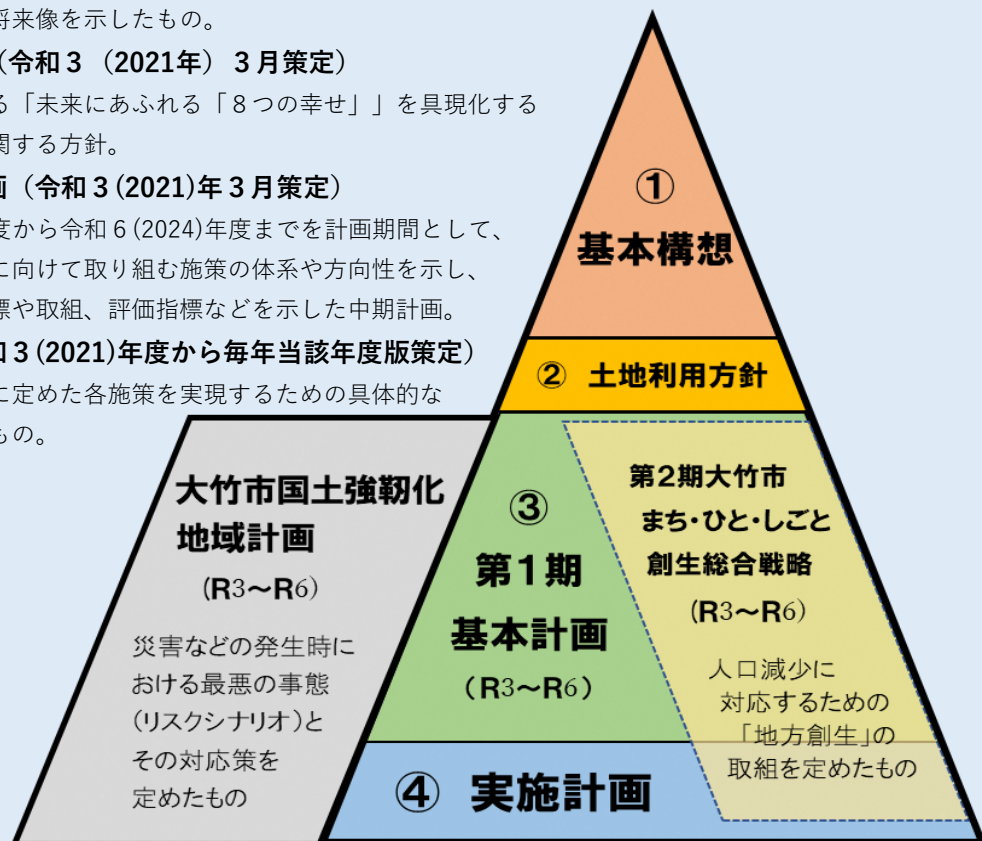 将来像を示したもの。
（令和３（2021年）３月策定）
る「未来にあふれる「８つの幸せ」」を具現化する
関する方針。
画（令和３(2021)年３月策定）
度から令和６(2024)年度までを計画期間として、
に向けて取り組む施策の体系や方向性を示し、
標や取組、評価指標などを示した中期計画。
和３(2021)年度から毎年当該年度版策定）
に定めた各施策を実現するための具体的な
もの。
①
基本構想
② 土地利用方針
大竹市国土強靭化
地域計画
(R3～R6)
災害などの発生時に
おける最悪の事態
(リスクシナリオ)と
その対応策を
定めたもの
③
第１期
基本計画
(R3～R6)
第2期大竹市
まち・ひと・しごと
創生総合戦略
(R3～R6)
人口減少に
対応するための
「地方創生」の
取組を定めたもの
④ 実施計画